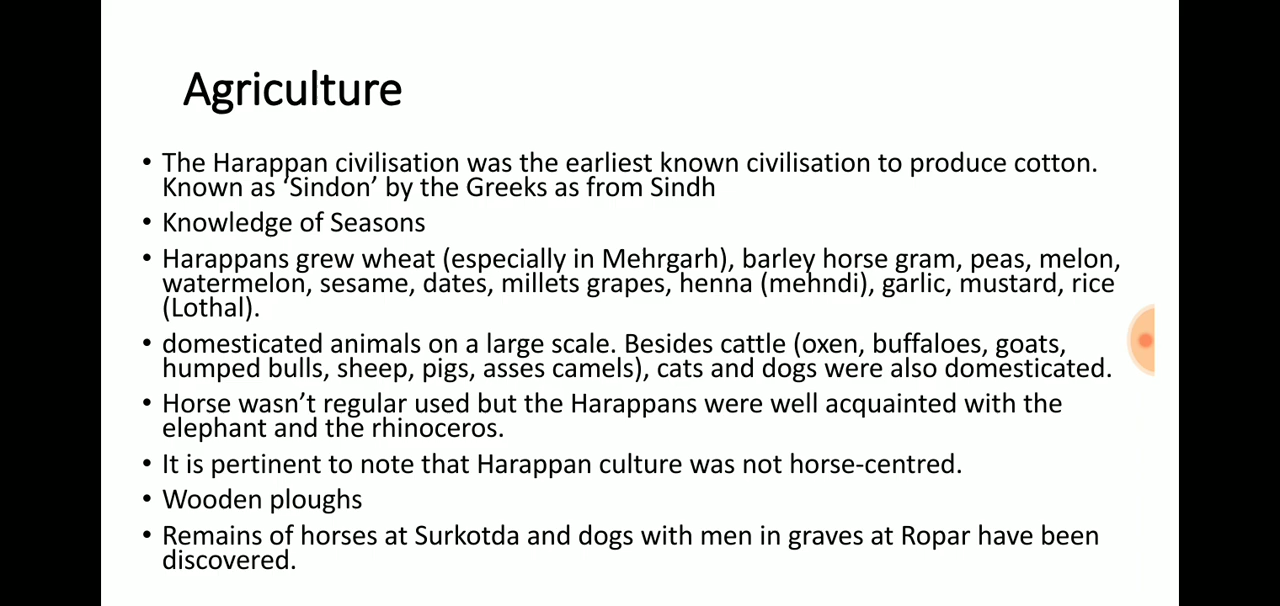 Agriculture
• The Harappan civilisation was the earliest known civilisation to produce cotton.
Known as ‘Sindon’ by the Greeks as from Sindh
• Knowledge of Seasons
• Harappans grew wheat (especially in Mehrgarh), barley horse gram, peas, melon,
watermelon, sesame, dates, millets grapes, henna (mehndi), garlic, mustard, rice
(Lothal).
• domesticated animals on a large scale. Besides cattle (oxen, buffaloes, goats,
humped bulls, sheep, pigs, asses camels), cats and dogs were also domesticated.
• Horse wasn’t regular used but the Harappans were well acquainted with the
elephant and the rhinoceros.
• It is pertinent to note that Harappan culture was not horse-centred.
• Wooden ploughs
• Remains of horses at Surkotda and dogs with men in graves at Ropar have been
discovered.